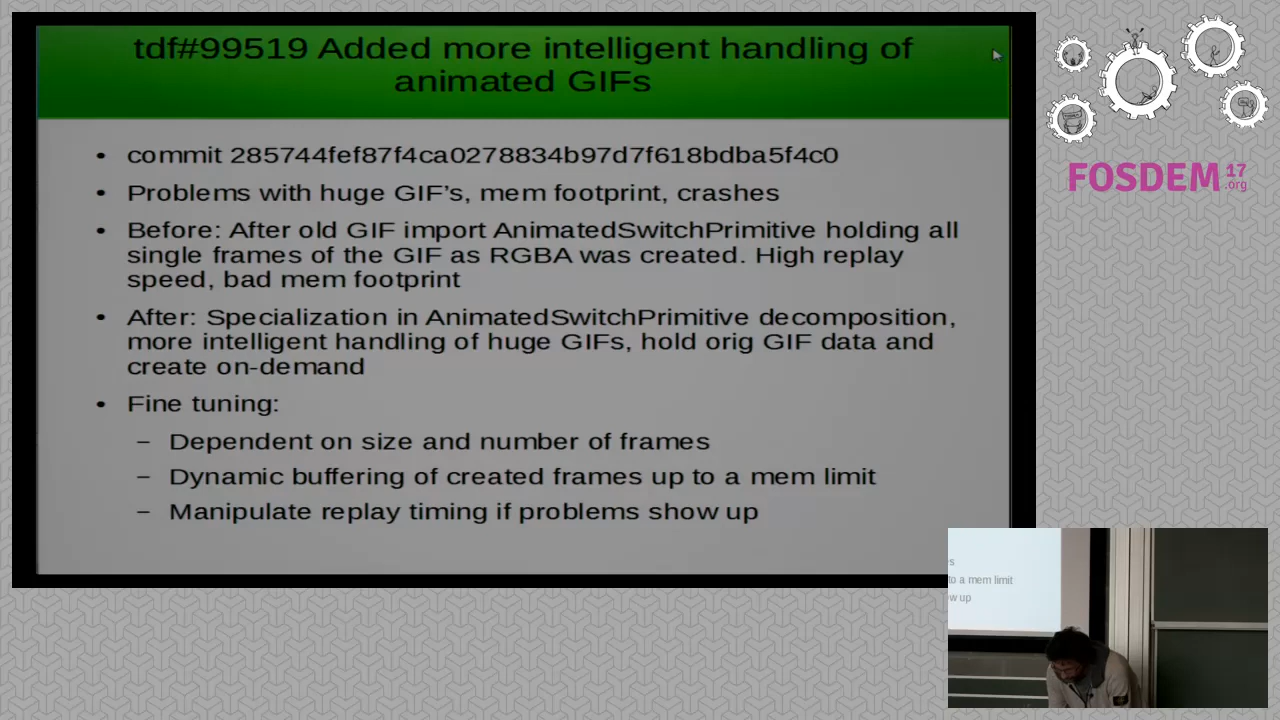 tdf#99519 Added more intelligent handling of
animated GIFs
• commit 285744fef87f4ca0278834b97d7f618bdba5f4c0
• Problems with huge GIF’s, mem footprint, crashes
• Before: After old GIF import AnimatedSwitchPrimitive holding all
single frames of the GIF as RGBA was created. High replay
speed, bad mem footprint
• After: Specialization in AnimatedSwitchPrimitive decomposition,
more intelligent handling of huge GIFs, hold orig GIF data and
create on-demand
• Fine tuning:
– Dependent on size and number of frames
– Dynamic buffering of created frames up to a mem limit
– Manipulate replay timing if problems show up
FOSDEM 17
.org
s
to a mem limit
ow up